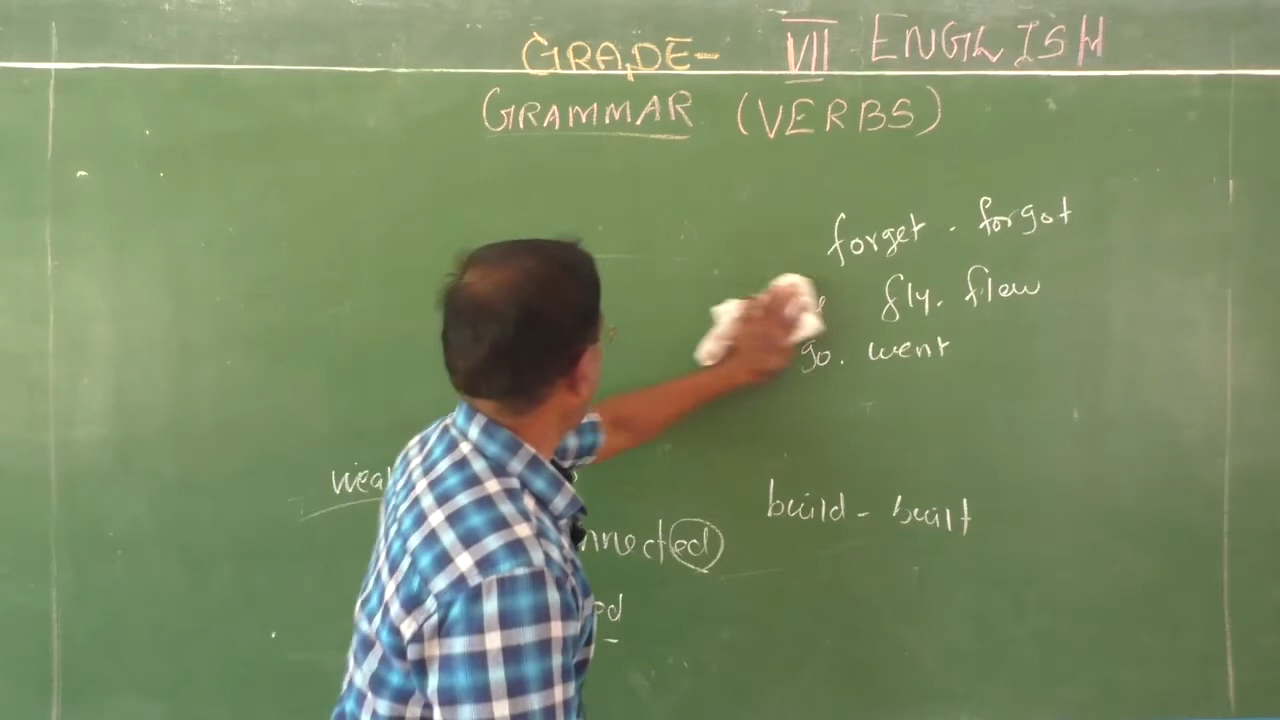 GRADE- VII ENGLISH
GRAMMAR (VERBS)
forget - forgot
fly. flew
go. went
build - built